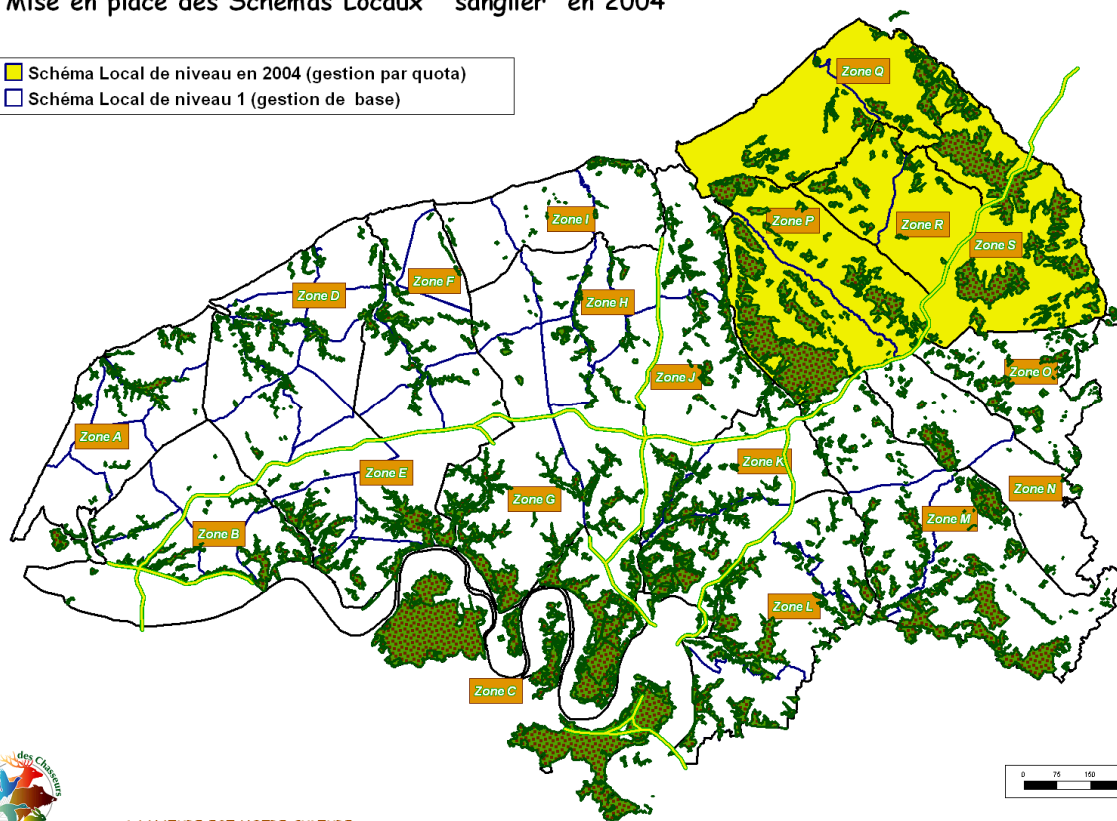 Mise en place des Schémas Locaux "sanglier" en 2004
Schéma Local de niveau en 2004 (gestion par quota)
Schéma Local de niveau 1 (gestion de base)
Zone Q
Zone I
Zone P
Zone R
Zone S
Zone D
Zone F
Zone H
Zone J
Zone O
Zone A
Zone E
Zone G
Zone K
Zone N
Zone B
Zone M
Zone L
Zone C
des Chasseurs
0 75 150